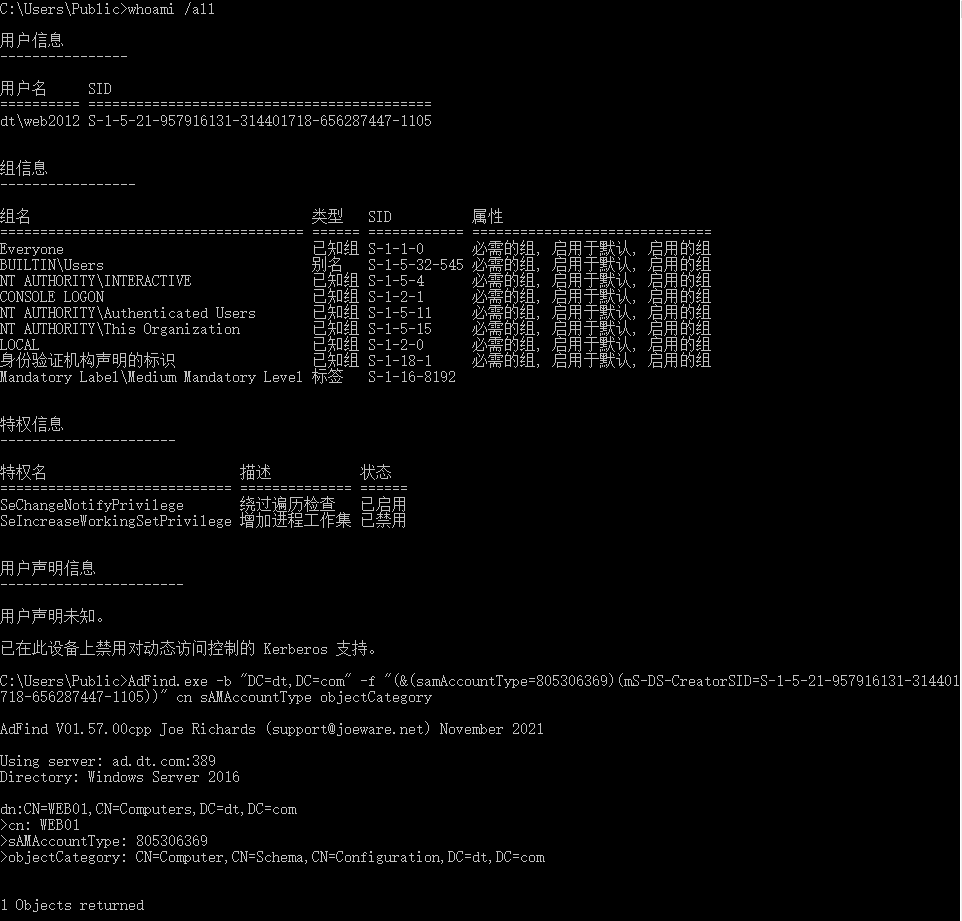 C:\Users\Public>whoami /all
用户信息
----------------
用户名     SID
========== ===========================================
dt\web2012 S-1-5-21-957916131-314401718-656287447-1105
组信息
-----------------
组名                                   类型   SID          属性
====================================== ====== ============ ==============================
Everyone                               已知组 S-1-1-0      必需的组, 启用于默认, 启用的组
BUILTIN\Users                          别名   S-1-5-32-545 必需的组, 启用于默认, 启用的组
NT AUTHORITY\INTERACTIVE               已知组 S-1-5-4      必需的组, 启用于默认, 启用的组
CONSOLE LOGON                          已知组 S-1-2-1      必需的组, 启用于默认, 启用的组
NT AUTHORITY\Authenticated Users       已知组 S-1-5-11     必需的组, 启用于默认, 启用的组
NT AUTHORITY\This Organization         已知组 S-1-5-15     必需的组, 启用于默认, 启用的组
LOCAL                                  已知组 S-1-2-0      必需的组, 启用于默认, 启用的组
身份验证机构声明的标识                 已知组 S-1-18-1     必需的组, 启用于默认, 启用的组
Mandatory Label\Medium Mandatory Level 标签   S-1-16-8192
特权信息
----------------------
特权名                        描述           状态
============================= ============== ======
SeChangeNotifyPrivilege       绕过遍历检查   已启用
SeIncreaseWorkingSetPrivilege 增加进程工作集 已禁用
用户声明信息
-----------------------
用户声明未知。
已在此设备上禁用对动态访问控制的 Kerberos 支持。
C:\Users\Public>AdFind.exe -b "DC=dt,DC=com" -f "(&(samAccountType=805306369)(mS-DS-CreatorSID=S-1-5-21-957916131-314401
718-656287447-1105))" cn sAMAccountType objectCategory
AdFind V01.57.00cpp Joe Richards (support@joeware.net) November 2021
Using server: ad.dt.com:389
Directory: Windows Server 2016
dn:CN=WEB01,CN=Computers,DC=dt,DC=com
>cn: WEB01
>sAMAccountType: 805306369
>objectCategory: CN=Computer,CN=Schema,CN=Configuration,DC=dt,DC=com
1 Objects returned